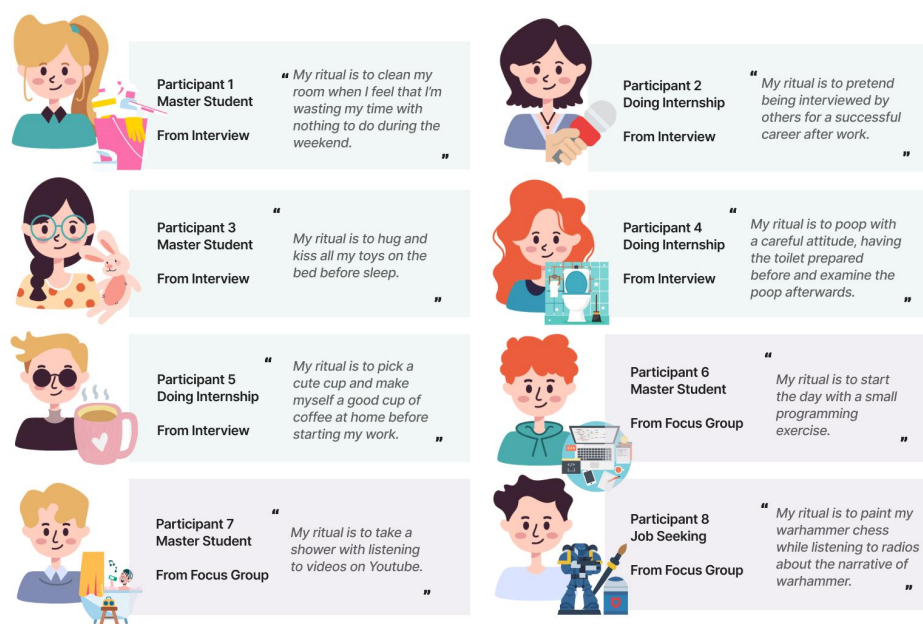 Participant 1
Master Student
From Interview
“ My ritual is to clean my
room when I feel that I'm
wasting my time with
nothing to do during the
weekend.
”
Participant 2
Doing Internship
From Interview
“ My ritual is to pretend
being interviewed by
others for a successful
career after work.
”
Participant 3
Master Student
From Interview
“
My ritual is to hug and
kiss all my toys on the
bed before sleep.
”
Participant 4
Doing Internship
From Interview
“
My ritual is to poop with
a careful attitude, having
the toilet prepared
before and examine the
poop afterwards.
”
Participant 5
Doing Internship
From Interview
“ My ritual is to pick a
cute cup and make
myself a good cup of
coffee at home before
starting my work.
”
Participant 6
Master Student
From Focus Group
“
My ritual is to start
the day with a small
programming
exercise.
”
Participant 7
Master Student
From Focus Group
“
My ritual is to take a
shower with listening
to videos on Youtube.
”
Participant 8
Job Seeking
From Focus Group
“ My ritual is to paint my
warhammer chess
while listening to radios
about the narrative of
warhammer.
”